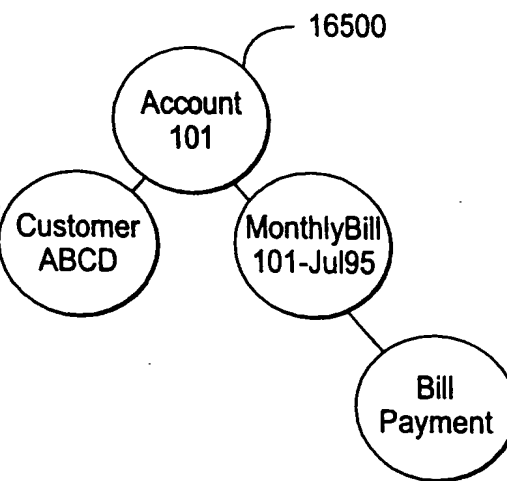 16500
Account
101
Customer
ABCD
MonthlyBill
101-Jul95
Bill
Payment